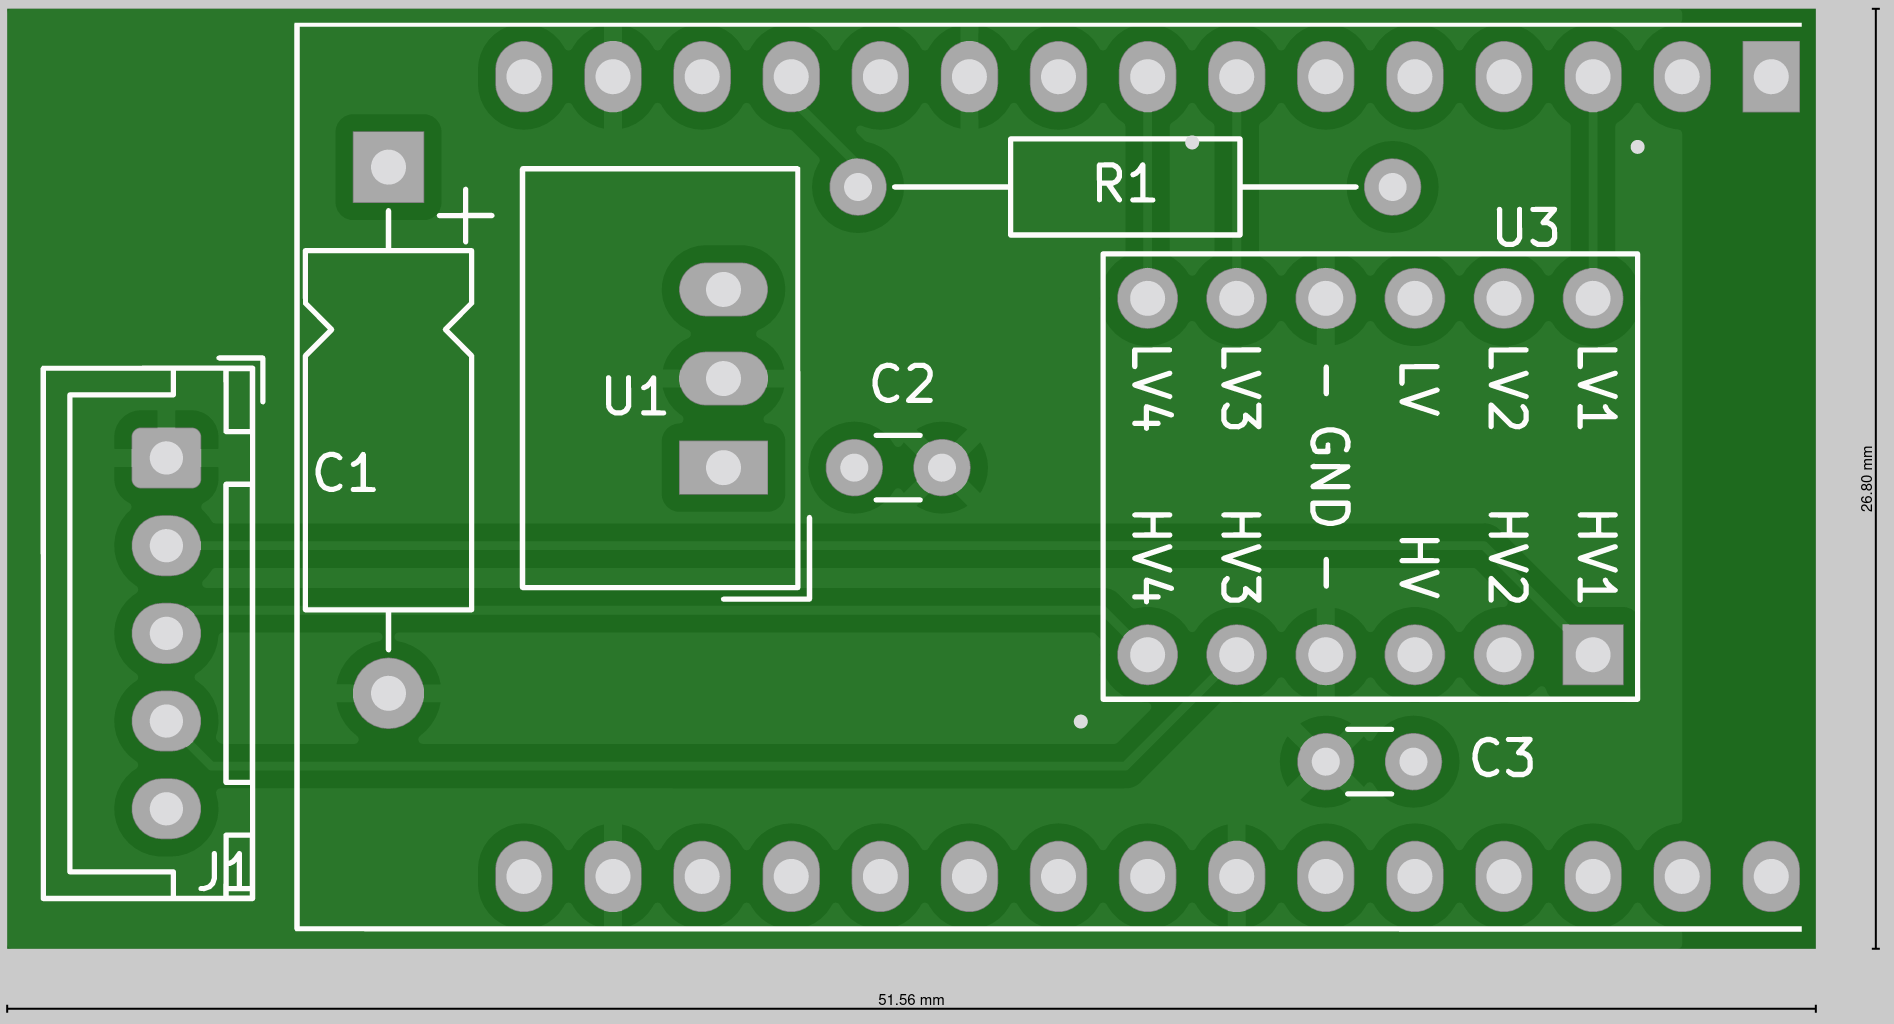 R1
U3
LV4
LV3
-
LV
LV2
LV1
C2
U1
GND
C1
HV4
HV3
-
HV
HV2
HV1
C3
J1
+
26.80 mm
51.56 mm